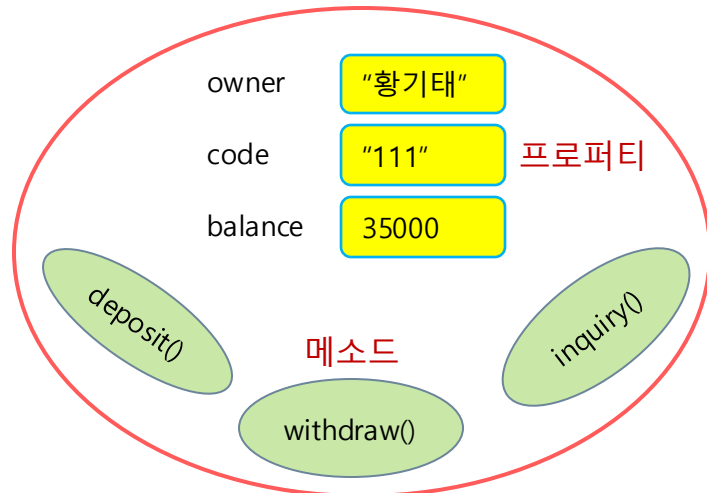 owner "황기태"
code "111" 프로퍼티
balance 35000
deposit()
메소드
inquiry()
withdraw()